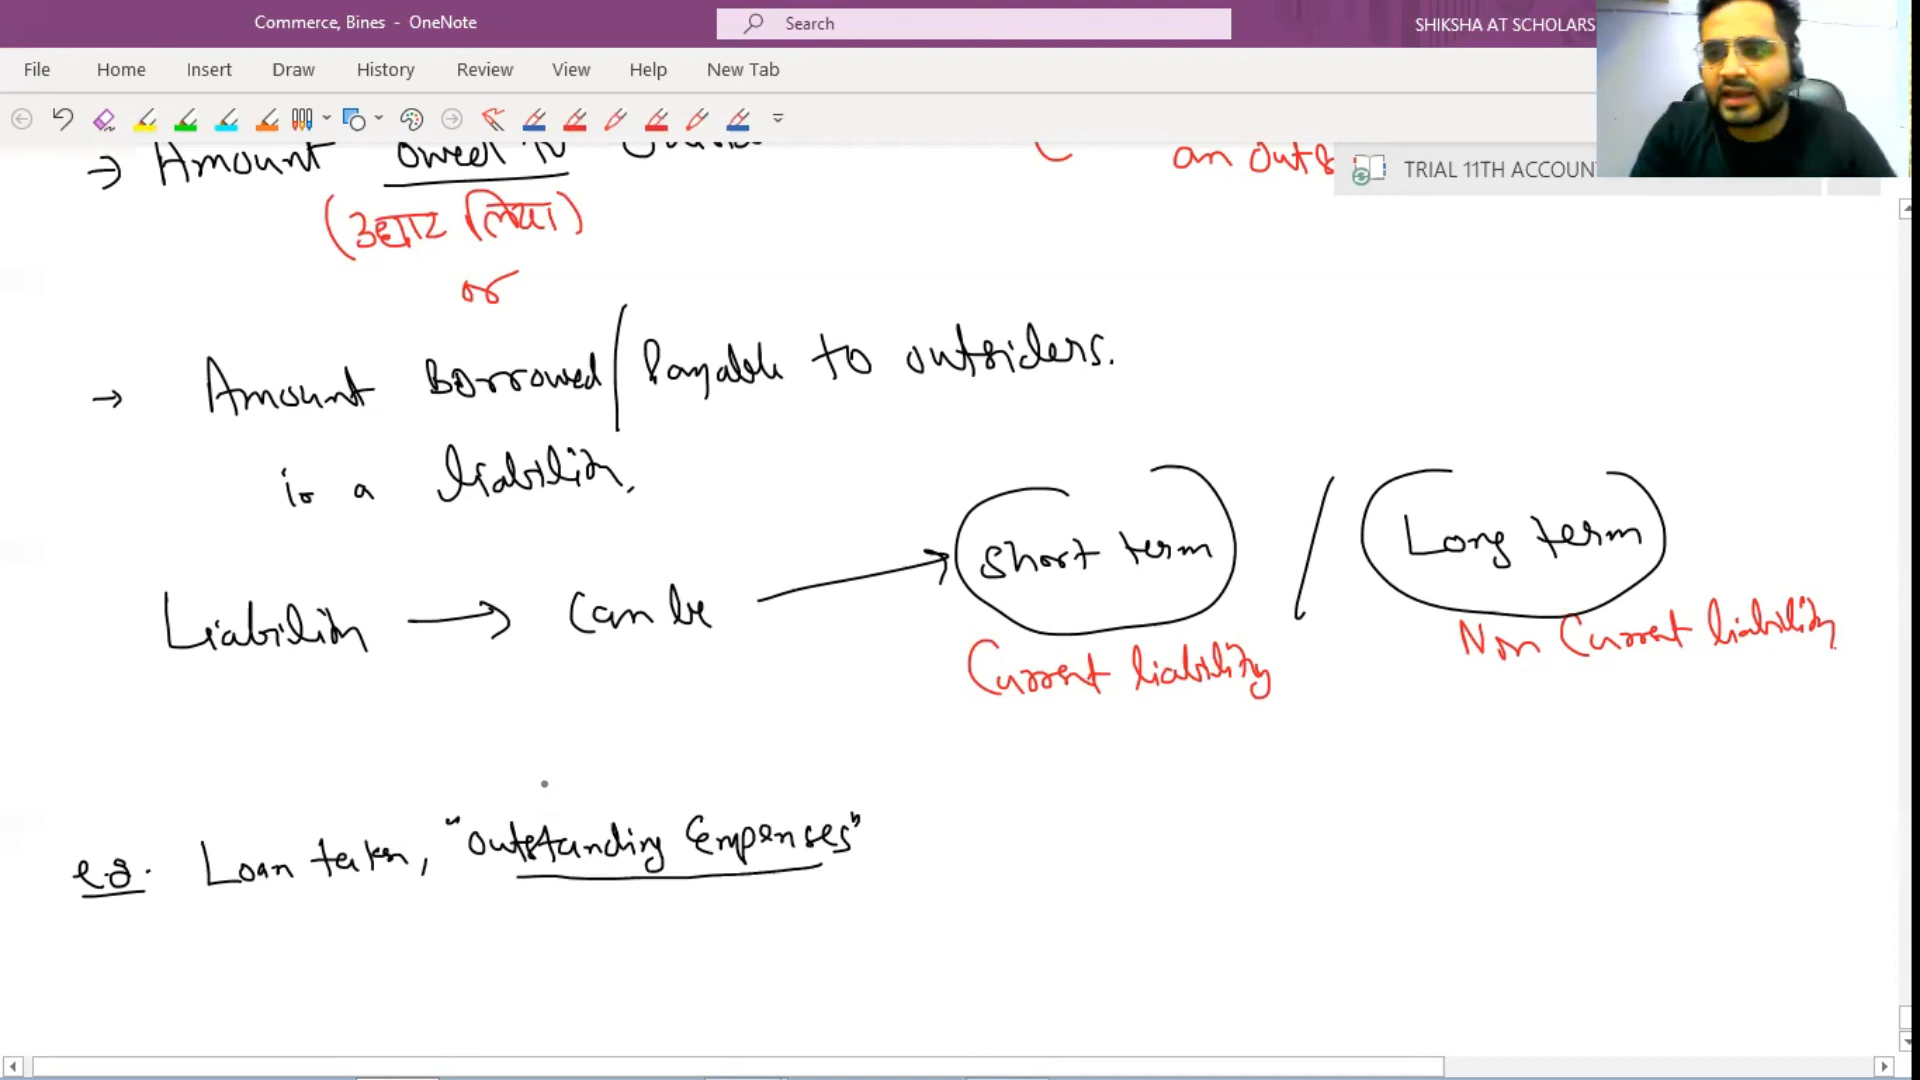 Commerce, Bines - OneNote
Search
SHIKSHA AT SCHOLARS
File Home Insert Draw History Review View Help New Tab
TRIAL 11TH ACCOUN
→ Amount owed to
an outs
(उधार लिया)
or
→ Amount Borrowed / Payable to outsiders.
is a liability.
Short term / Long term
Liability → Can be
Current liability
Non Current liability
e.g. Loan taken, "Outstanding Expenses"